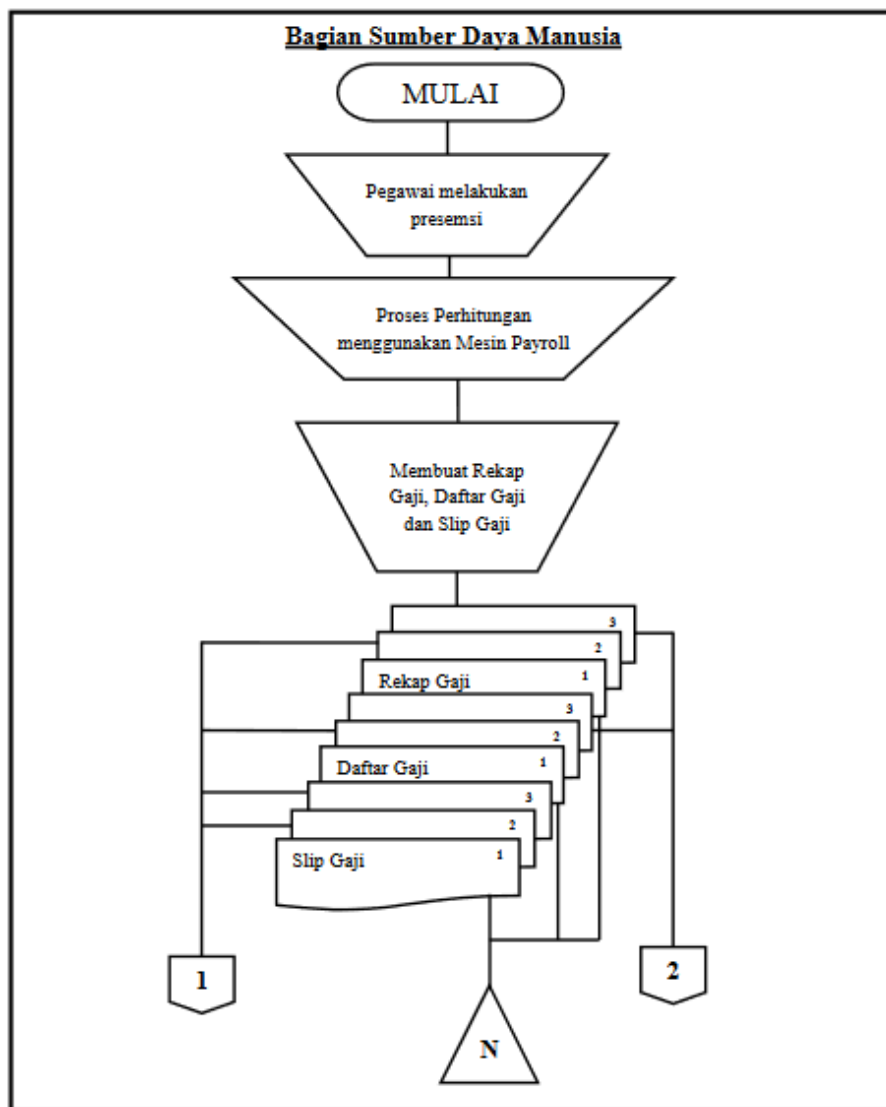 Bagian Sumber Daya Manusia
MULAI
Pegawai melakukan
presemsi
Proses Perhitungan
menggunakan Mesin Payroll
Membuat Rekap
Gaji, Daftar Gaji
dan Slip Gaji
3
2
1
Rekap Gaji
3
2
1
Daftar Gaji
3
2
1
Slip Gaji
1
2
N